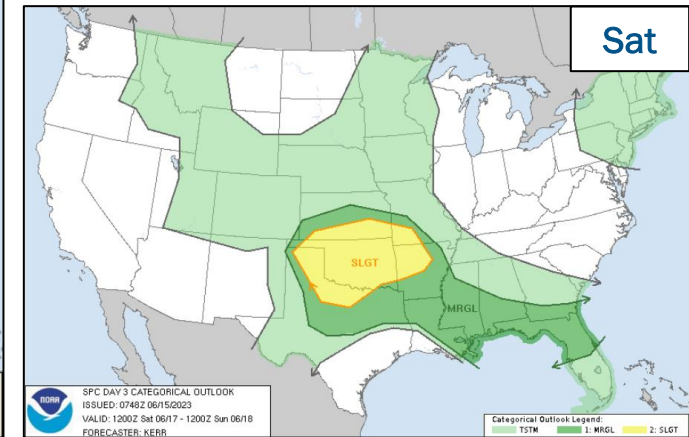 Sat
SLGT
MRGL
NOAA
SPC DAY 3 CATEGORICAL OUTLOOK
ISSUED: 0748Z 06/15/2023
VALID: 1200Z Sat 06/17 - 1200Z Sun 06/18
FORECASTER: KERR
Categorical Outlook Legend:
TSTM 1: MRGL 2: SLGT